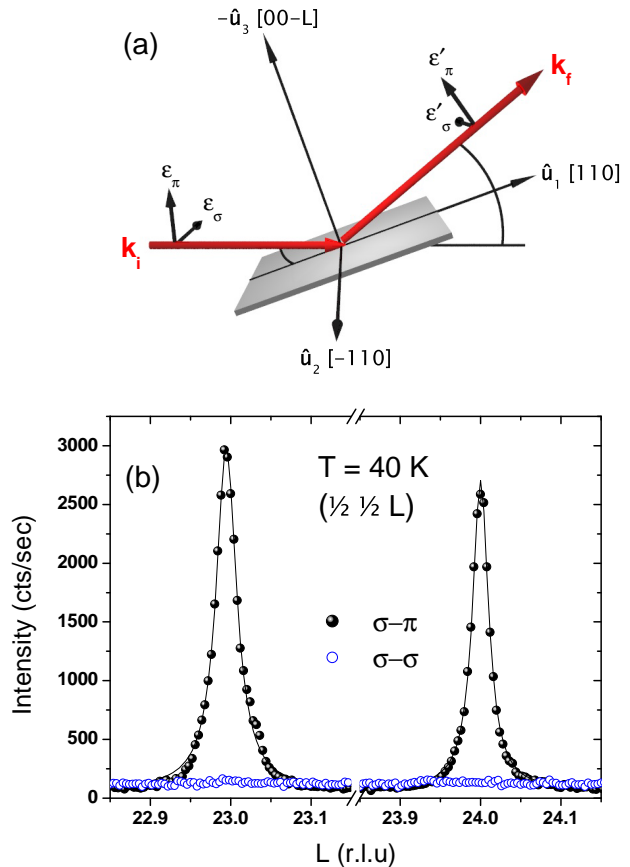 (a)
−û₃ [00−L]
ε′π
kf
ε′σ
û₁ [110]
επ
εσ
ki
û₂ [−110]
(b)
T = 40 K
(½ ½ L)
σ−π
σ−σ
Intensity (cts/sec)
3000
2500
2000
1500
1000
500
0
22.9 23.0 23.1 23.9 24.0 24.1
L (r.l.u)